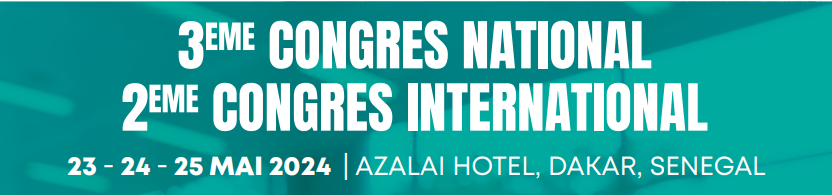 3EME CONGRES NATIONAL
2EME CONGRES INTERNATIONAL
23 - 24 - 25 MAI 2024 | AZALAI HOTEL, DAKAR, SENEGAL